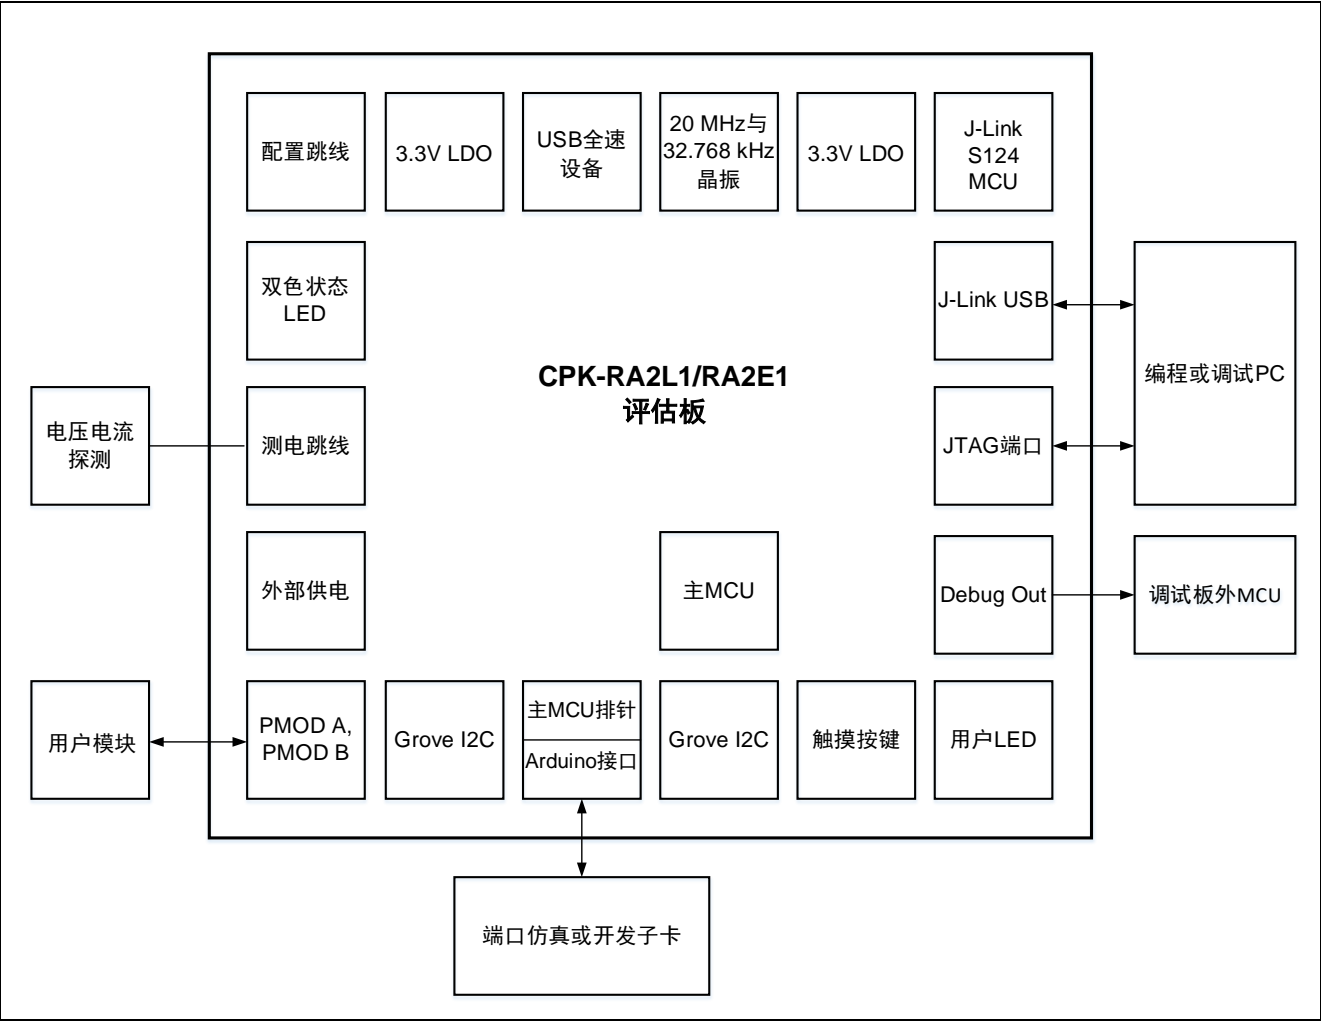 配置跳线
3.3V LDO
USB全速
设备
20 MHz与
32.768 kHz
晶振
3.3V LDO
J-Link
S124
MCU
双色状态
LED
J-Link USB
编程或调试PC
CPK-RA2L1/RA2E1
评估板
电压电流
探测
测电跳线
JTAG端口
外部供电
主MCU
Debug Out
调试板外MCU
用户模块
PMOD A,
PMOD B
Grove I2C
主MCU排针
Arduino接口
Grove I2C
触摸按键
用户LED
端口仿真或开发子卡